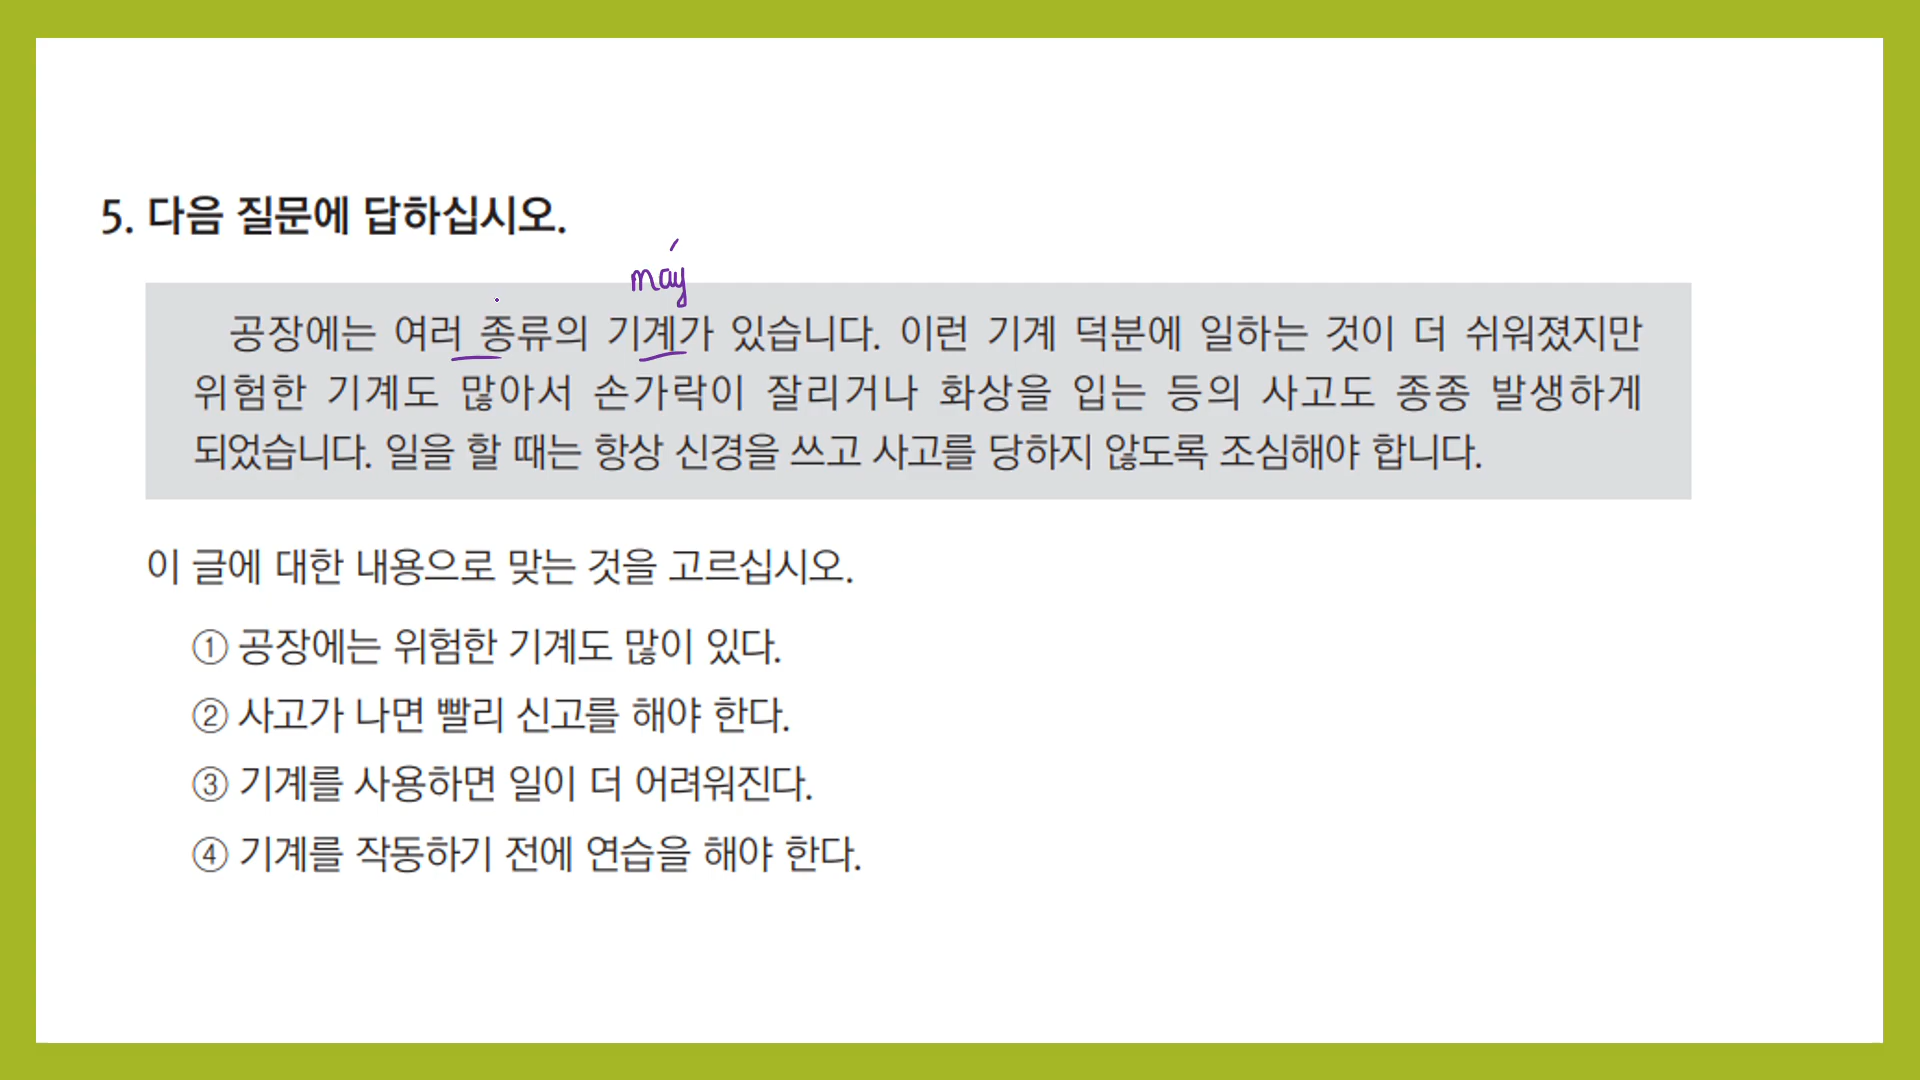 5. 다음 질문에 답하십시오.
máy
공장에는 여러 종류의 기계가 있습니다. 이런 기계 덕분에 일하는 것이 더 쉬워졌지만
위험한 기계도 많아서 손가락이 잘리거나 화상을 입는 등의 사고도 종종 발생하게
되었습니다. 일을 할 때는 항상 신경을 쓰고 사고를 당하지 않도록 조심해야 합니다.
이 글에 대한 내용으로 맞는 것을 고르십시오.
① 공장에는 위험한 기계도 많이 있다.
② 사고가 나면 빨리 신고를 해야 한다.
③ 기계를 사용하면 일이 더 어려워진다.
④ 기계를 작동하기 전에 연습을 해야 한다.